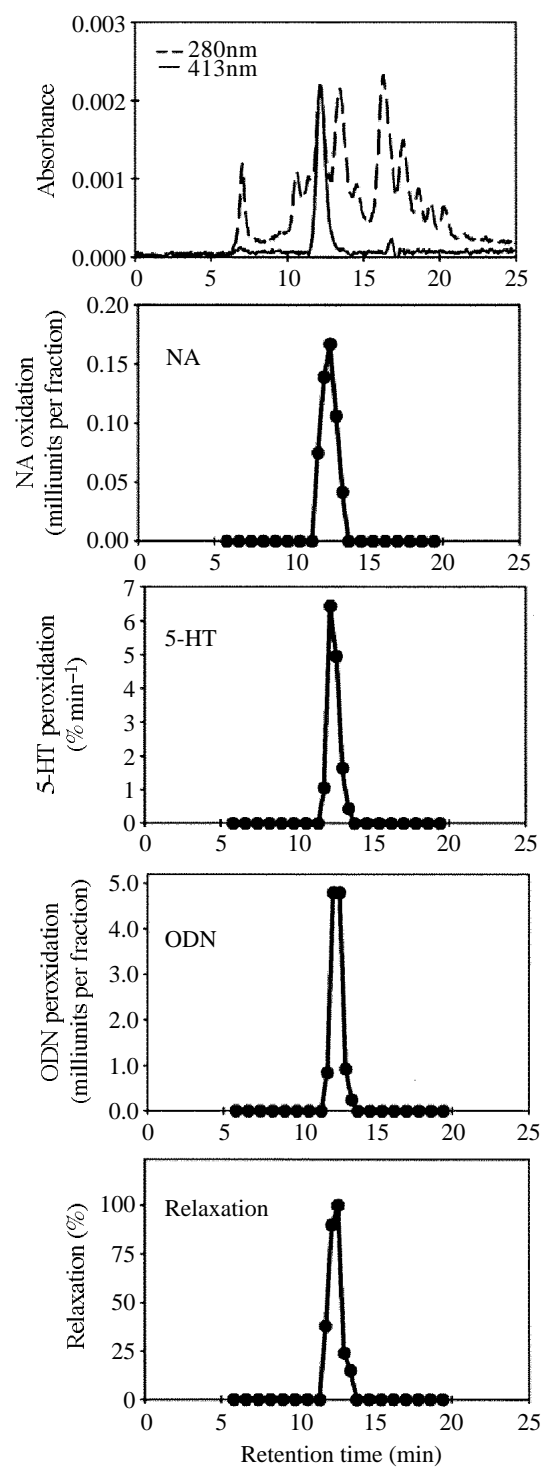 0.003
280nm
413nm
0.002
Absorbance
0.001
0.000
0 5 10 15 20 25
0.20
NA
0.15
NA oxidation
(milliunits per fraction)
0.10
0.05
0.00
0 5 10 15 20 25
7
6
5-HT
5
4
5-HT peroxidation
(% min–1)
3
2
1
0
0 5 10 15 20 25
5.0
ODN
4.0
ODN peroxidation
(milliunits per fraction)
3.0
2.0
1.0
0.0
0 5 10 15 20 25
Relaxation
100
Relaxation (%)
75
50
25
0
0 5 10 15 20 25
Retention time (min)